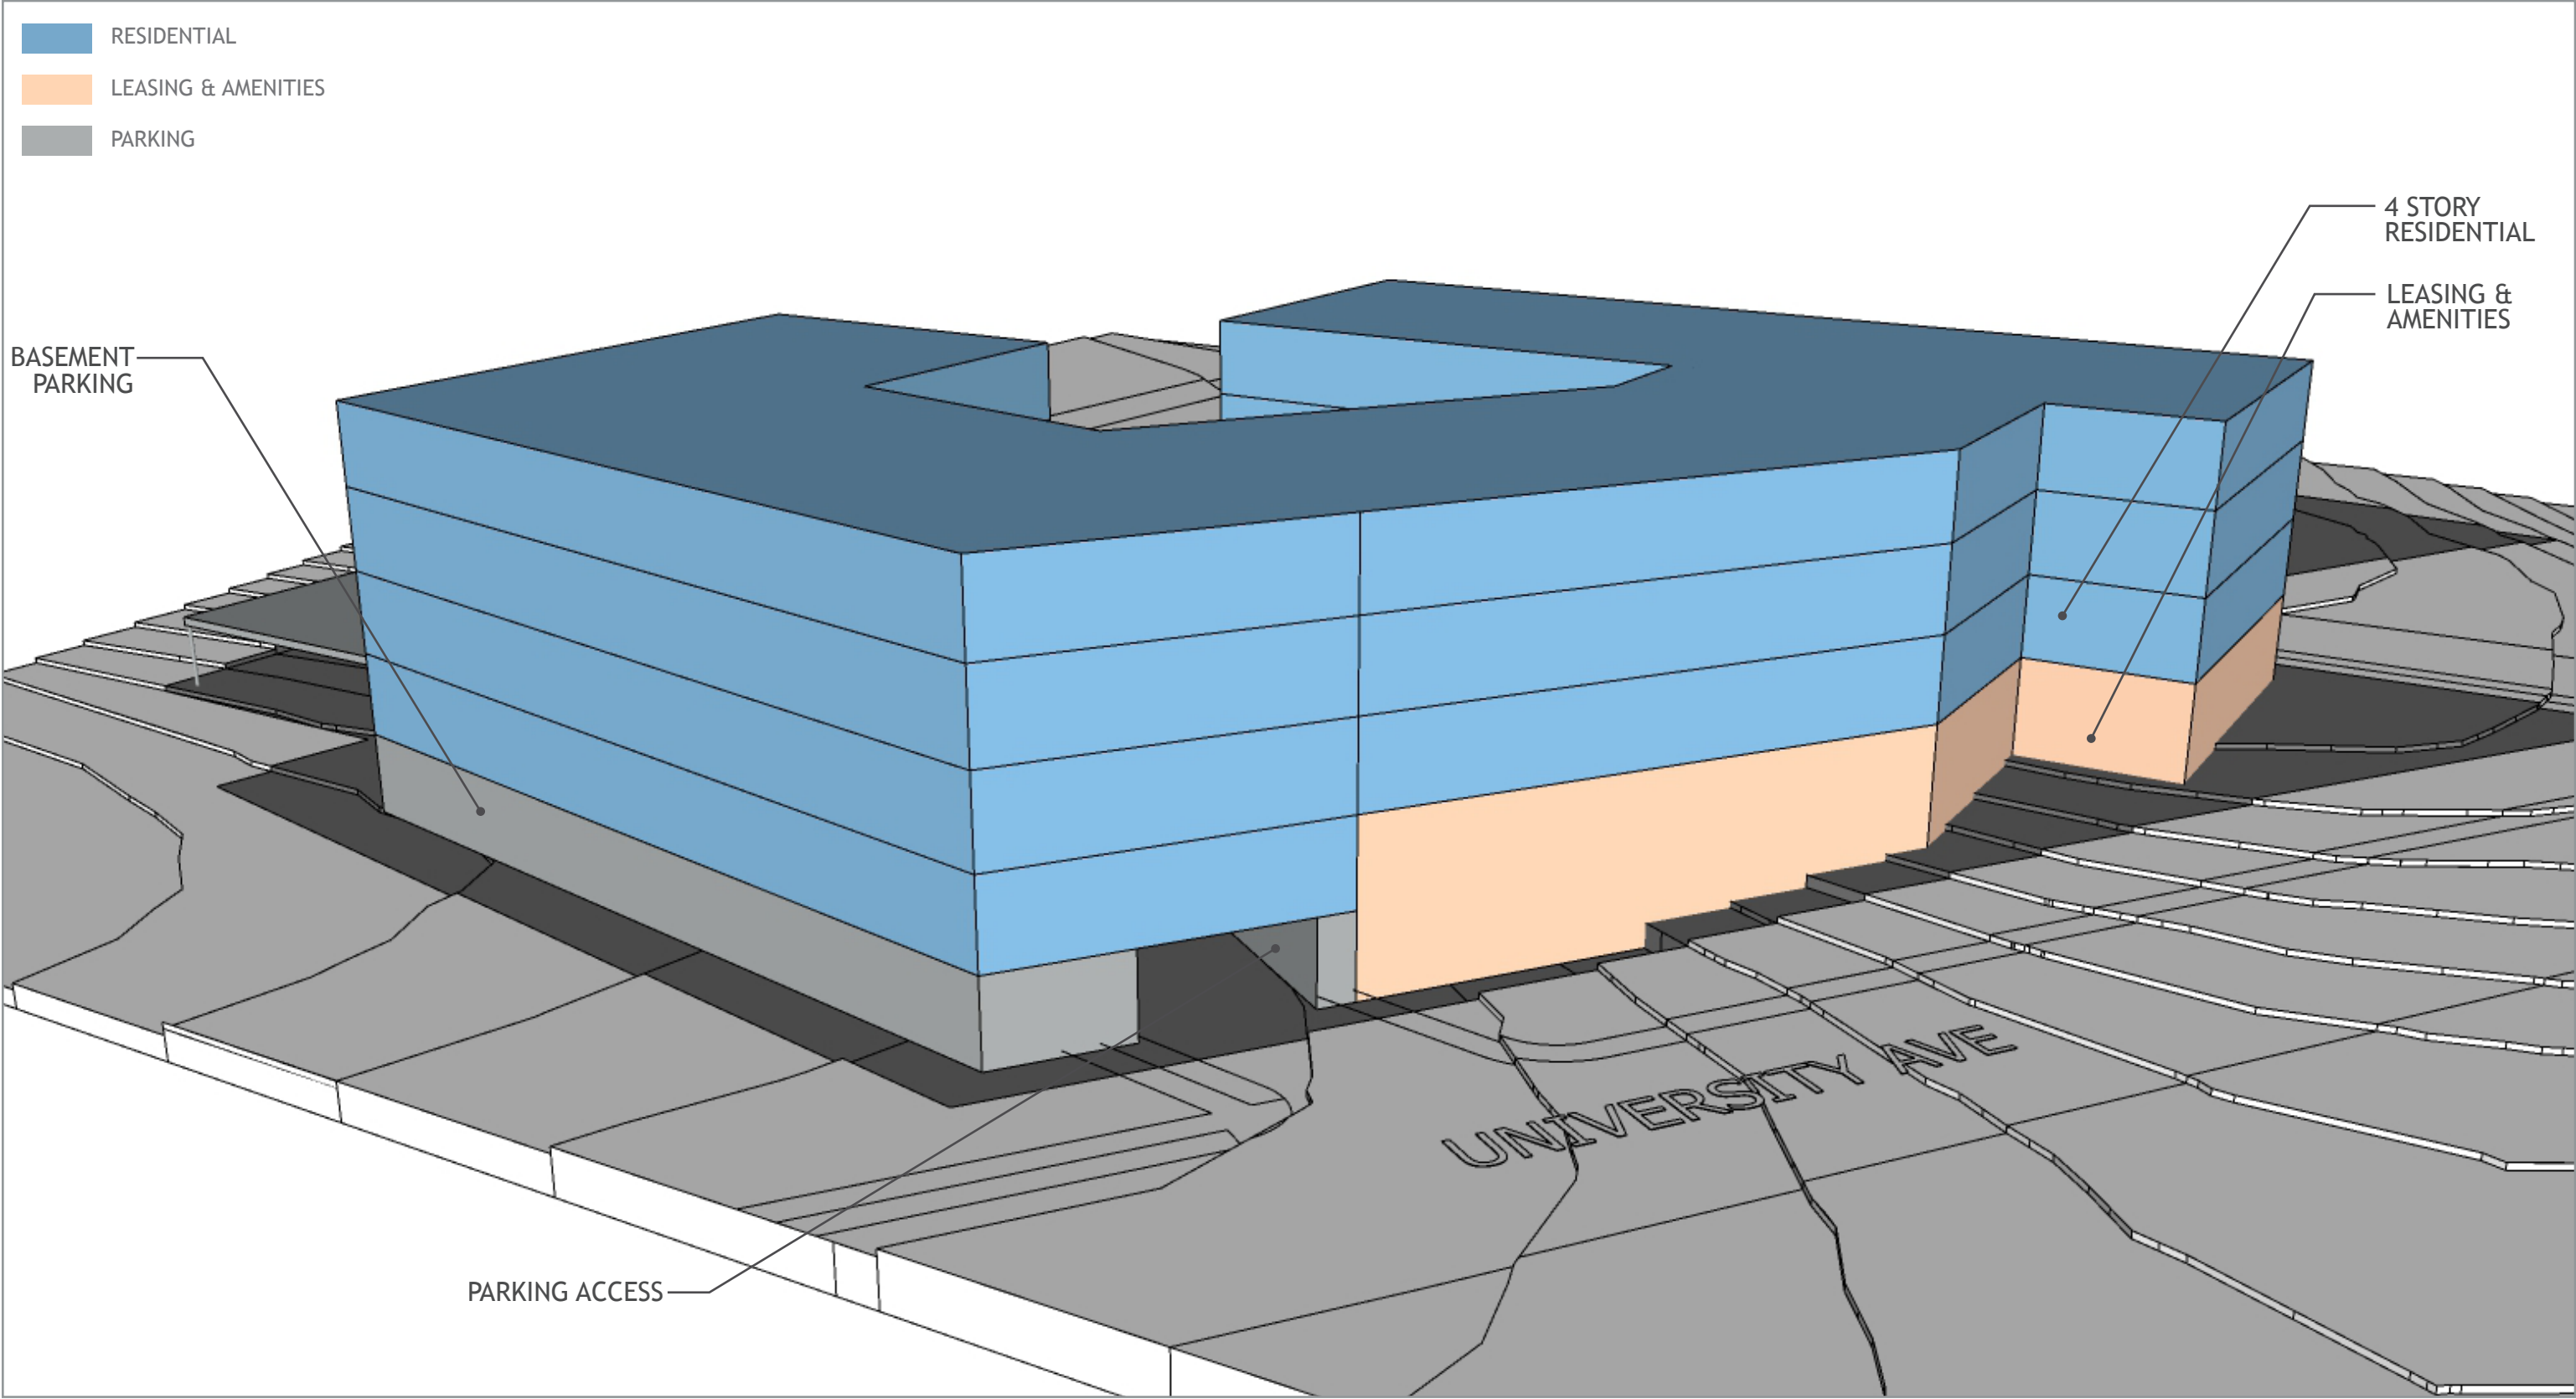 RESIDENTIAL
LEASING & AMENITIES
PARKING
4 STORY
RESIDENTIAL
LEASING &
AMENITIES
BASEMENT
PARKING
UNIVERSITY AVE
PARKING ACCESS